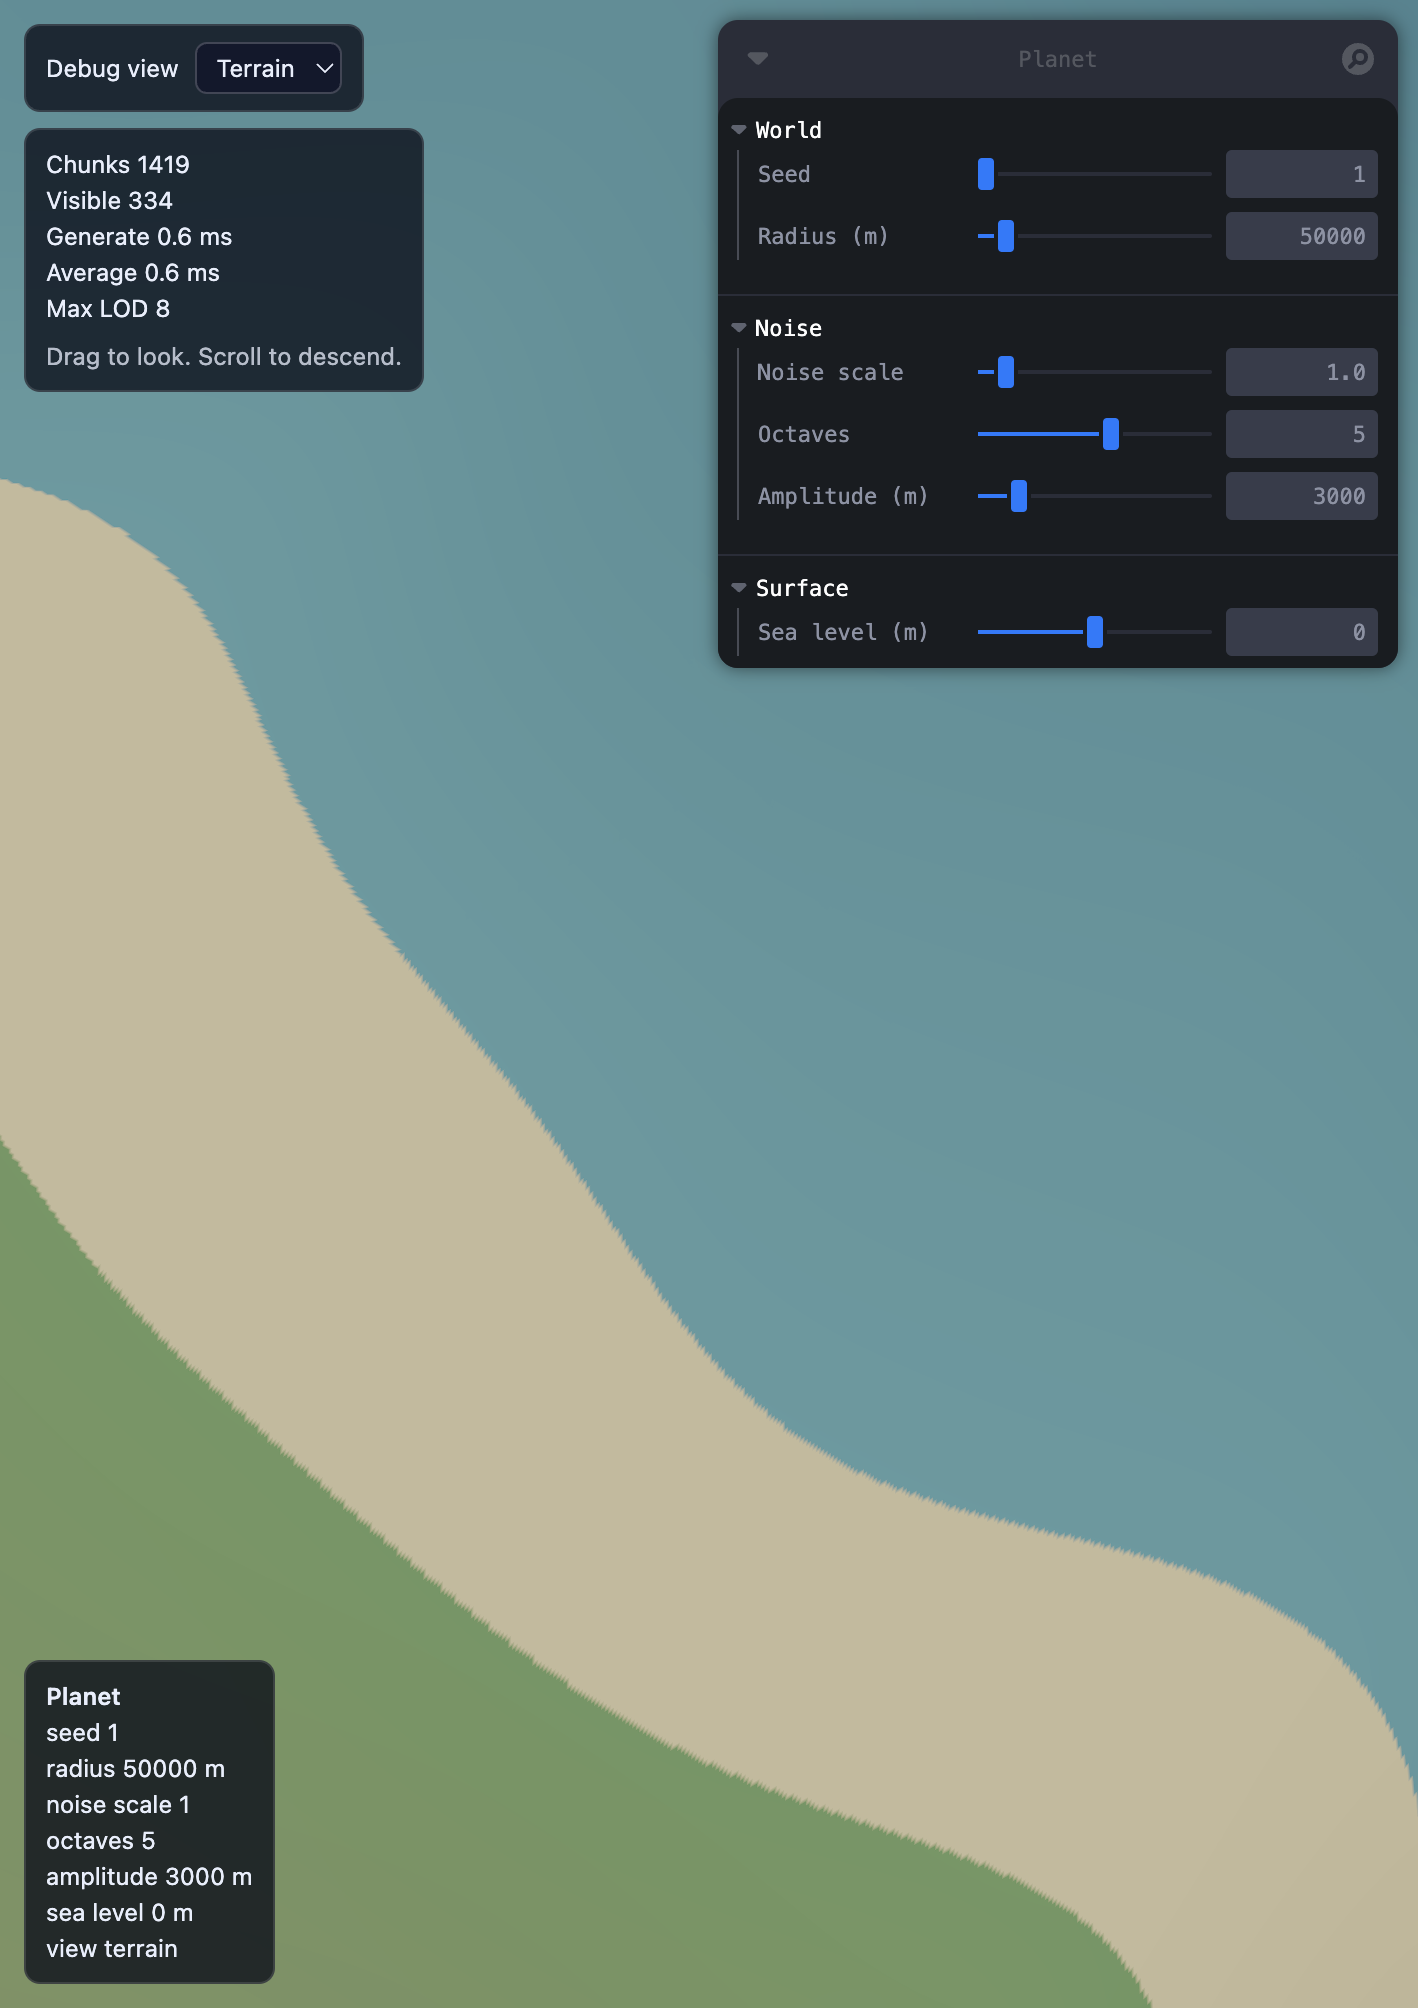 Debug view Terrain
Chunks 1419
Visible 334
Generate 0.6 ms
Average 0.6 ms
Max LOD 8
Drag to look. Scroll to descend.
Planet
World
Seed 1
Radius (m) 50000
Noise
Noise scale 1.0
Octaves 5
Amplitude (m) 3000
Surface
Sea level (m) 0
Planet
seed 1
radius 50000 m
noise scale 1
octaves 5
amplitude 3000 m
sea level 0 m
view terrain